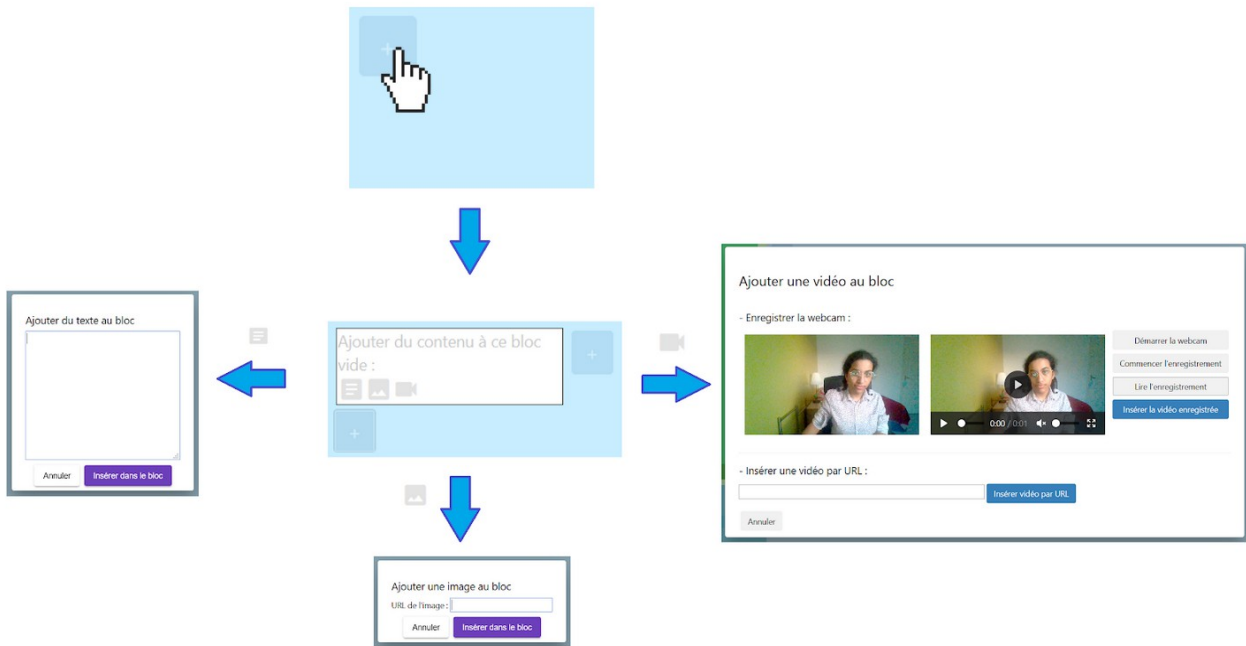 +
Ajouter du contenu à ce bloc
vide :
+
+
Ajouter du texte au bloc
Annuler
Insérer dans le bloc
Ajouter une image au bloc
URL de l'image :
Annuler
Insérer dans le bloc
Ajouter une vidéo au bloc
- Enregistrer la webcam :
Démarrer la webcam
Commencer l'enregistrement
Lire l'enregistrement
Insérer la vidéo enregistrée
0:00 / 0:01
- Insérer une vidéo par URL :
Insérer vidéo par URL
Annuler